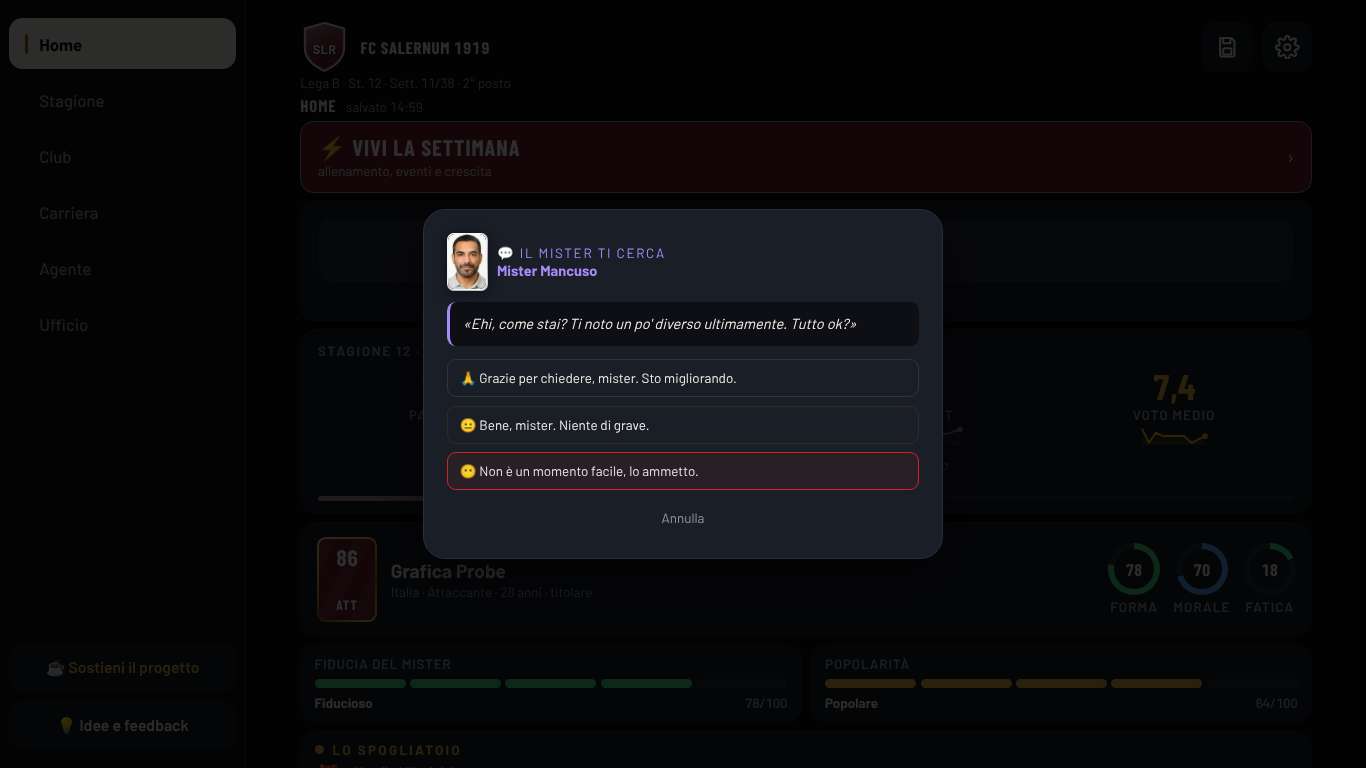 Home
Stagione
Club
Carriera
Agente
Ufficio
☕ Sostieni il progetto
💡 Idee e feedback
SLR
FC SALERNUM 1919
Lega B · St. 12 · Sett. 11/38 · 2° posto
HOME salvato 14:59
⚡ VIVI LA SETTIMANA
allenamento, eventi e crescita
›
💬 IL MISTER TI CERCA
Mister Mancuso
«Ehi, come stai? Ti noto un po' diverso ultimamente. Tutto ok?»
🙏 Grazie per chiedere, mister. Sto migliorando.
😐 Bene, mister. Niente di grave.
😶 Non è un momento facile, lo ammetto.
Annulla
STAGIONE 12
7,4
VOTO MEDIO
86
ATT
Grafica Probe
Italia · Attaccante · 28 anni · titolare
78
FORMA
70
MORALE
18
FATICA
FIDUCIA DEL MISTER
Fiducioso
78/100
POPOLARITÀ
Popolare
64/100
LO SPOGLIATOIO